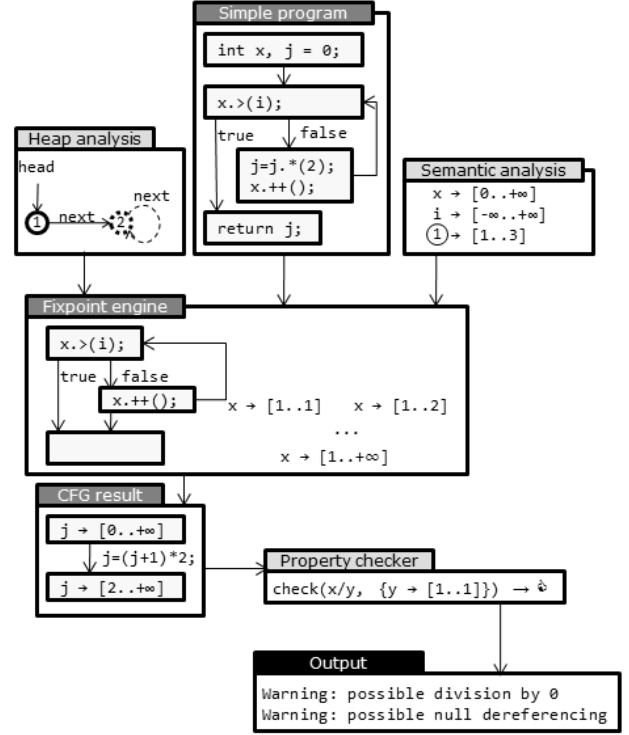 Simple program
int x, j = 0;
x.>(i);
true
false
j=j.*(2);
x.++();
return j;
Heap analysis
head
next
1
next
2
Semantic analysis
x → [0..+∞]
i → [-∞..+∞]
1 → [1..3]
Fixpoint engine
x.>(i);
true
false
x.++();
x → [1..1] x → [1..2]
...
x → [1..+∞]
CFG result
j → [0..+∞]
j=(j+1)*2;
j → [2..+∞]
Property checker
check(x/y, {y → [1..1]}) → 👍
Output
Warning: possible division by 0
Warning: possible null dereferencing